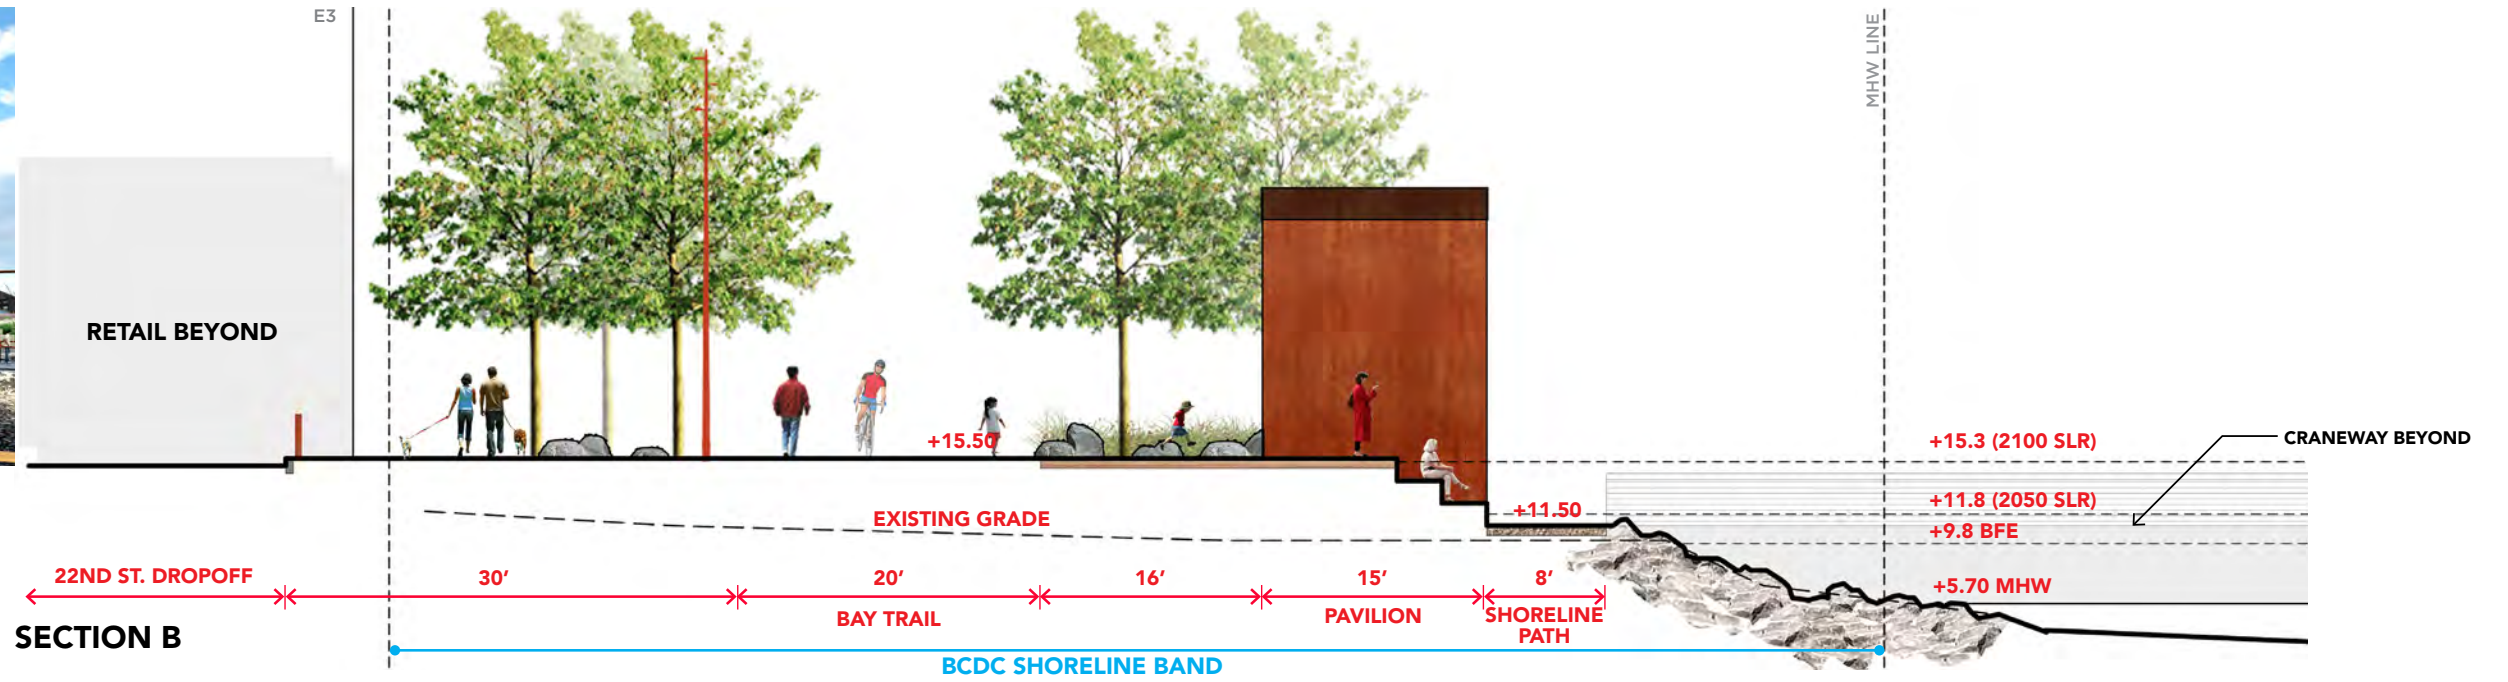 E3
MHW LINE
RETAIL BEYOND
+15.50
+15.3 (2100 SLR)
CRANEWAY BEYOND
+11.8 (2050 SLR)
+11.50
EXISTING GRADE
+9.8 BFE
+5.70 MHW
22ND ST. DROPOFF
30’
20’
16’
15’
8’
BAY TRAIL
PAVILION
SHORELINE
PATH
SECTION B
BCDC SHORELINE BAND